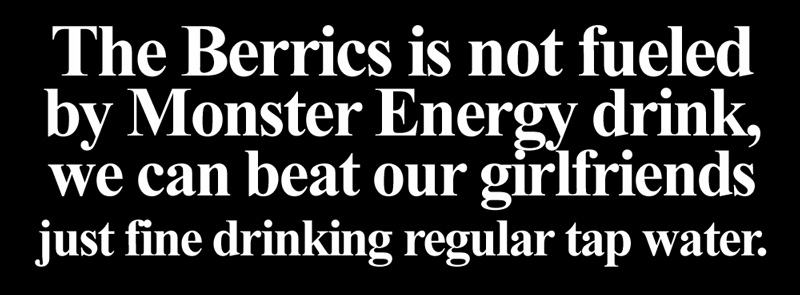 The Berrics is not fueled
by Monster Energy drink,
we can beat our girlfriends
just fine drinking regular tap water.